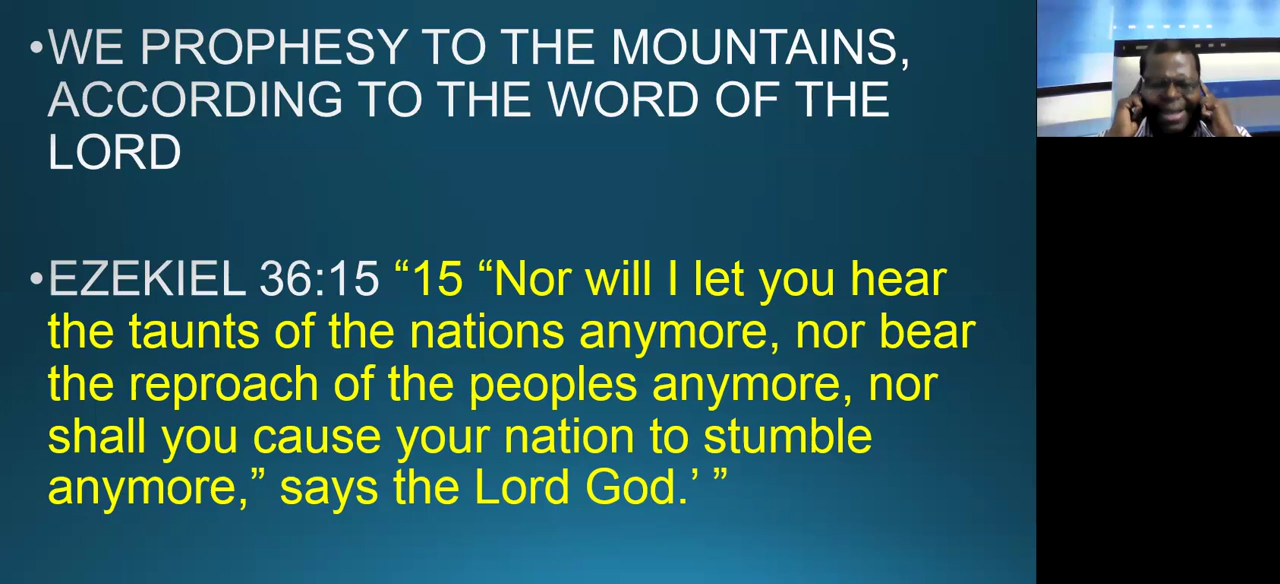 •WE PROPHESY TO THE MOUNTAINS,
ACCORDING TO THE WORD OF THE
LORD
•EZEKIEL 36:15 “15 “Nor will I let you hear
the taunts of the nations anymore, nor bear
the reproach of the peoples anymore, nor
shall you cause your nation to stumble
anymore,” says the Lord God.’ ”